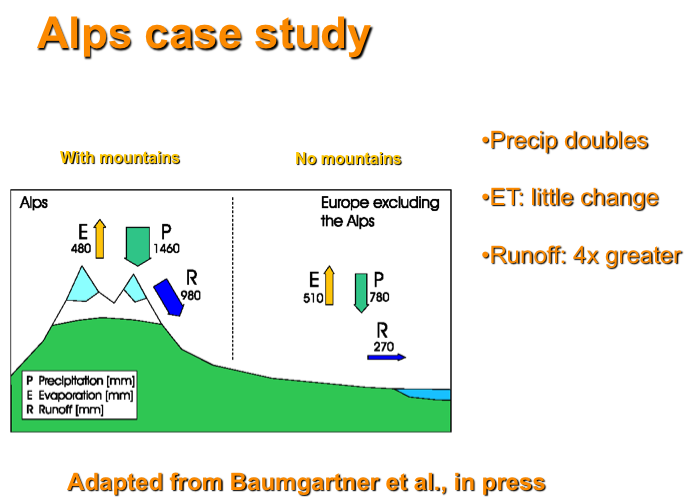 Alps case study
With mountains
No mountains
Alps
E
480
P
1460
R
980
Europe excluding
the Alps
E
510
P
780
R
270
P Precipitation [mm]
E Evaporation [mm]
R Runoff [mm]
•Precip doubles
•ET: little change
•Runoff: 4x greater
Adapted from Baumgartner et al., in press